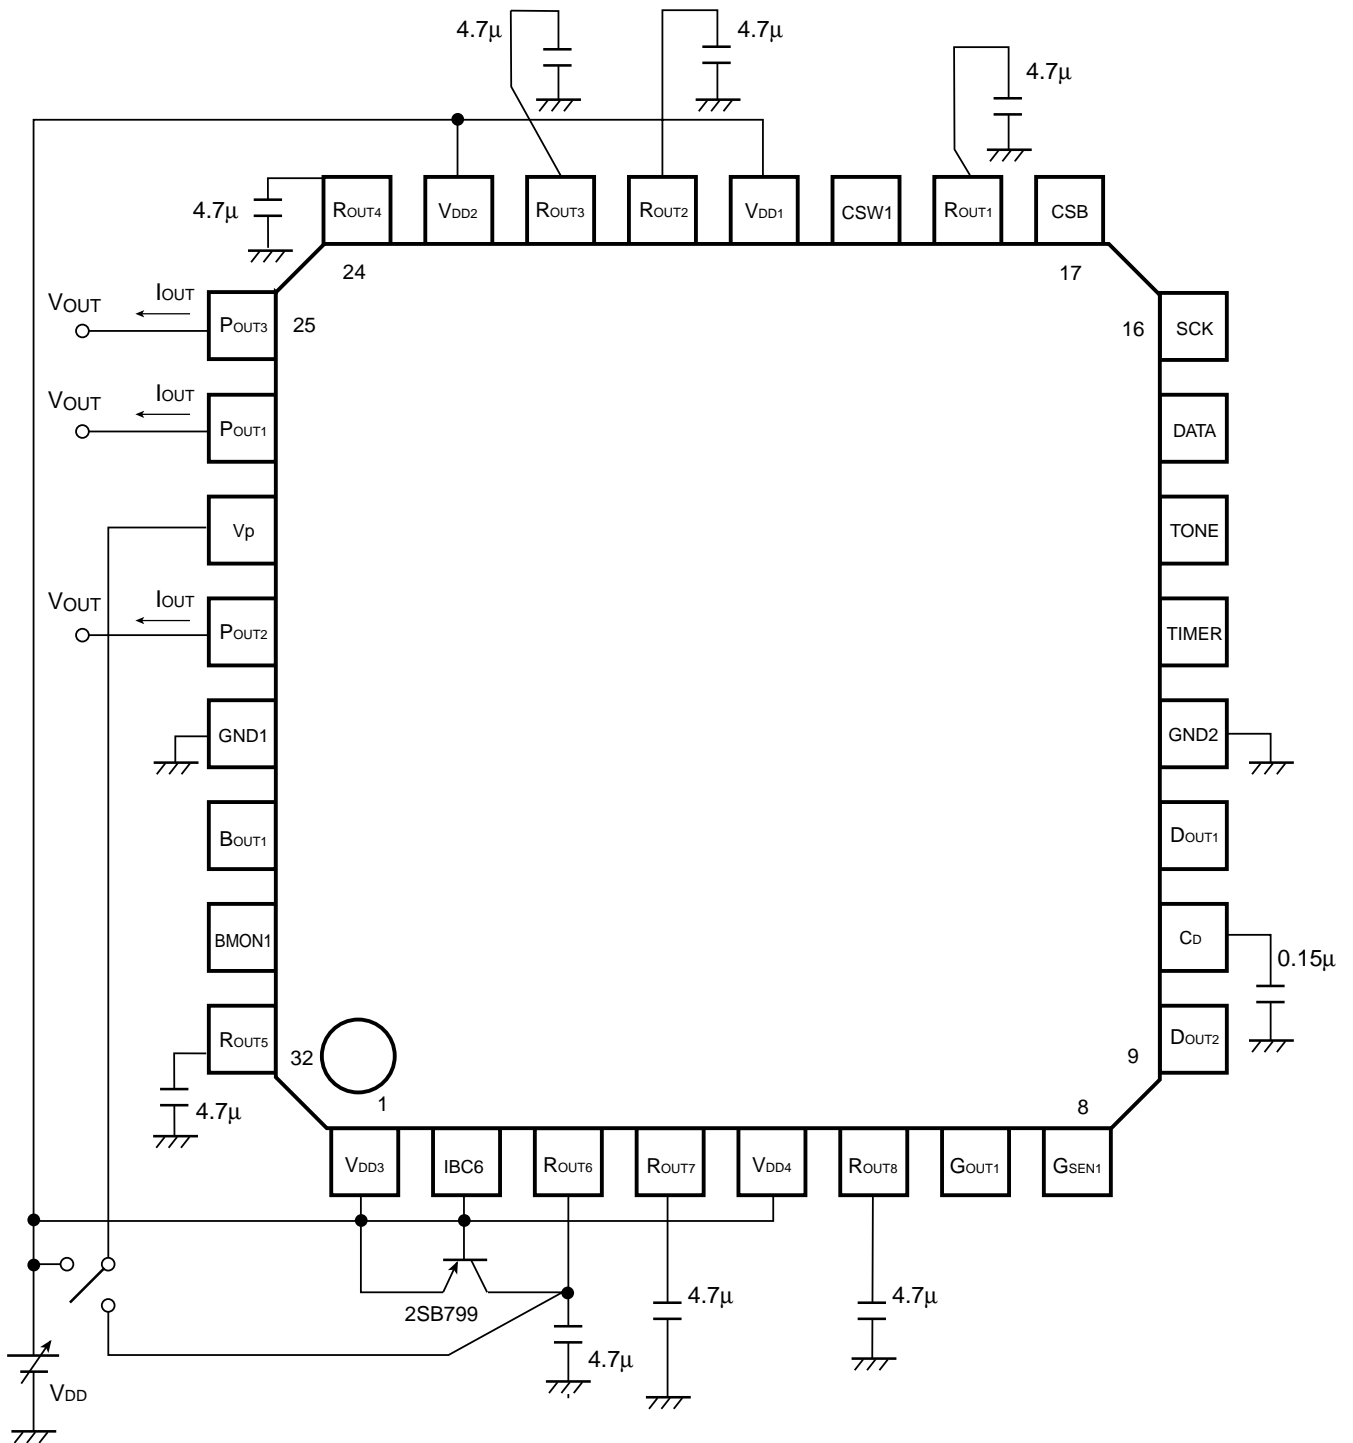 4.7μ
4.7μ
4.7μ
4.7μ
ROUT4
VDD2
ROUT3
ROUT2
VDD1
CSW1
ROUT1
CSB
24
17
VOUT
IOUT
POUT3
25
16
SCK
VOUT
IOUT
POUT1
DATA
Vp
TONE
VOUT
IOUT
POUT2
TIMER
GND1
GND2
BOUT1
DOUT1
BMON1
CD
0.15μ
ROUT5
32
9
DOUT2
4.7μ
1
8
VDD3
IBC6
ROUT6
ROUT7
VDD4
ROUT8
GOUT1
GSEN1
2SB799
4.7μ
4.7μ
4.7μ
VDD